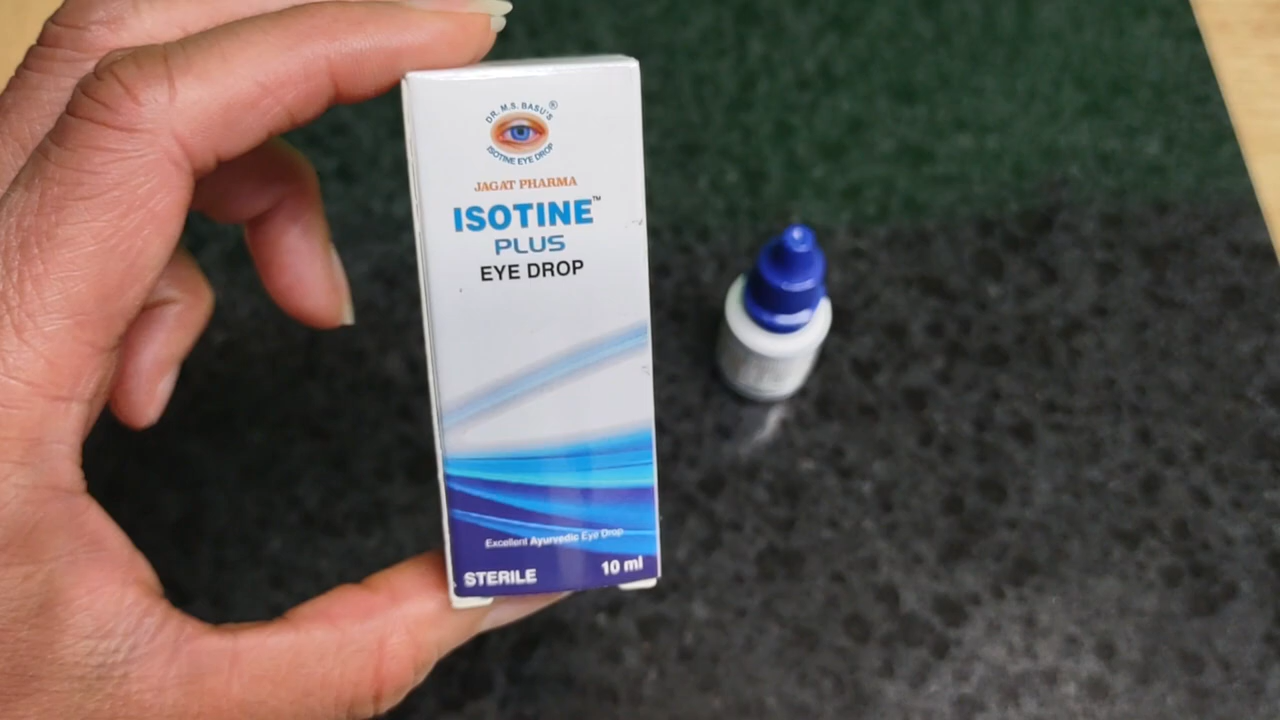 DR. M.S. BASU'S®
ISOTINE EYE DROP
JAGAT PHARMA
ISOTINE™
PLUS
EYE DROP
Excellent Ayurvedic Eye Drop
STERILE
10 ml